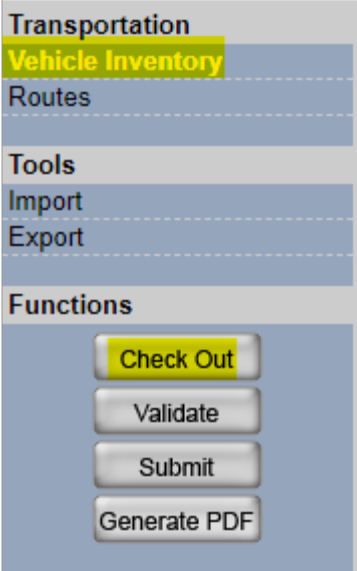 Transportation
Vehicle Inventory
Routes
Tools
Import
Export
Functions
Check Out
Validate
Submit
Generate PDF